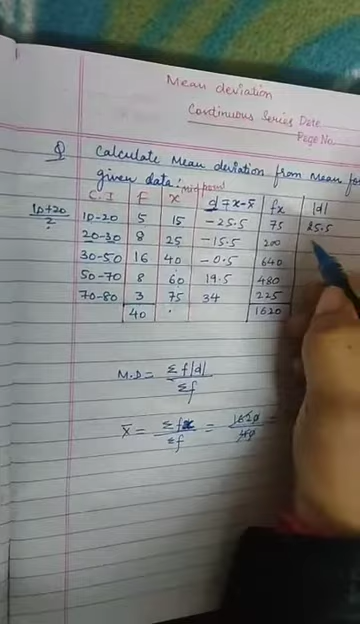 Mean deviation
Continuous Series Date
Page No.
Q Calculate mean deviation from mean for
given data:
C.I F x mid point d = x - x̄ fx |d|
10+20/2 10-20 5 15 -25.5 75 25.5
20-30 8 25 -15.5 200
30-50 16 40 -0.5 640
50-70 8 60 19.5 480
70-80 3 75 34 225
40 1620
M.D = Σf|d| / Σf
x̄ = Σfx / Σf = 1620 / 40 =